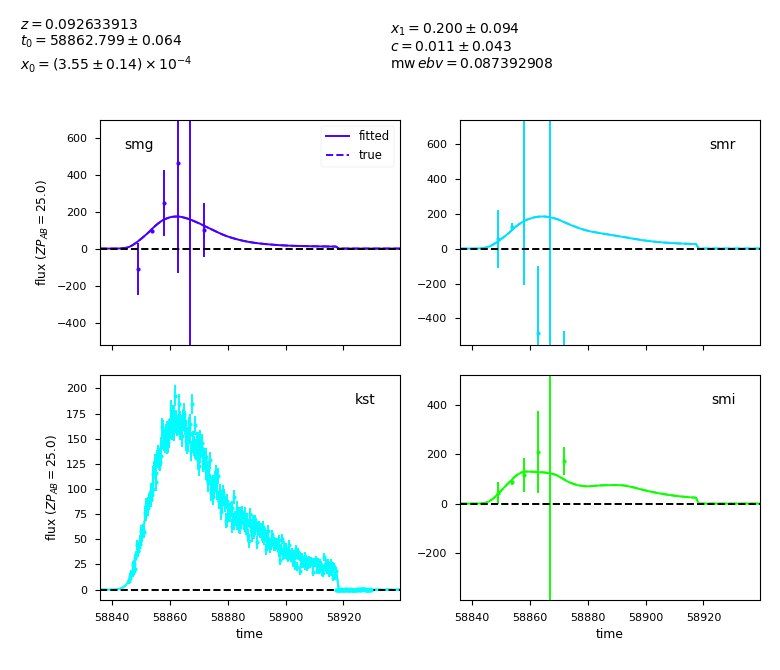 z = 0.092633913
t₀ = 58862.799 ± 0.064
x₀ = (3.55 ± 0.14) × 10⁻⁴
x₁ = 0.200 ± 0.094
c = 0.011 ± 0.043
mw ebv = 0.087392908
smg
fitted
true
600
400
200
0
−200
−400
flux (ZP_AB = 25.0)
smr
600
400
200
0
−200
−400
kst
200
175
150
125
100
75
50
25
0
flux (ZP_AB = 25.0)
58840 58860 58880 58900 58920
time
smi
400
200
0
−200
58840 58860 58880 58900 58920
time